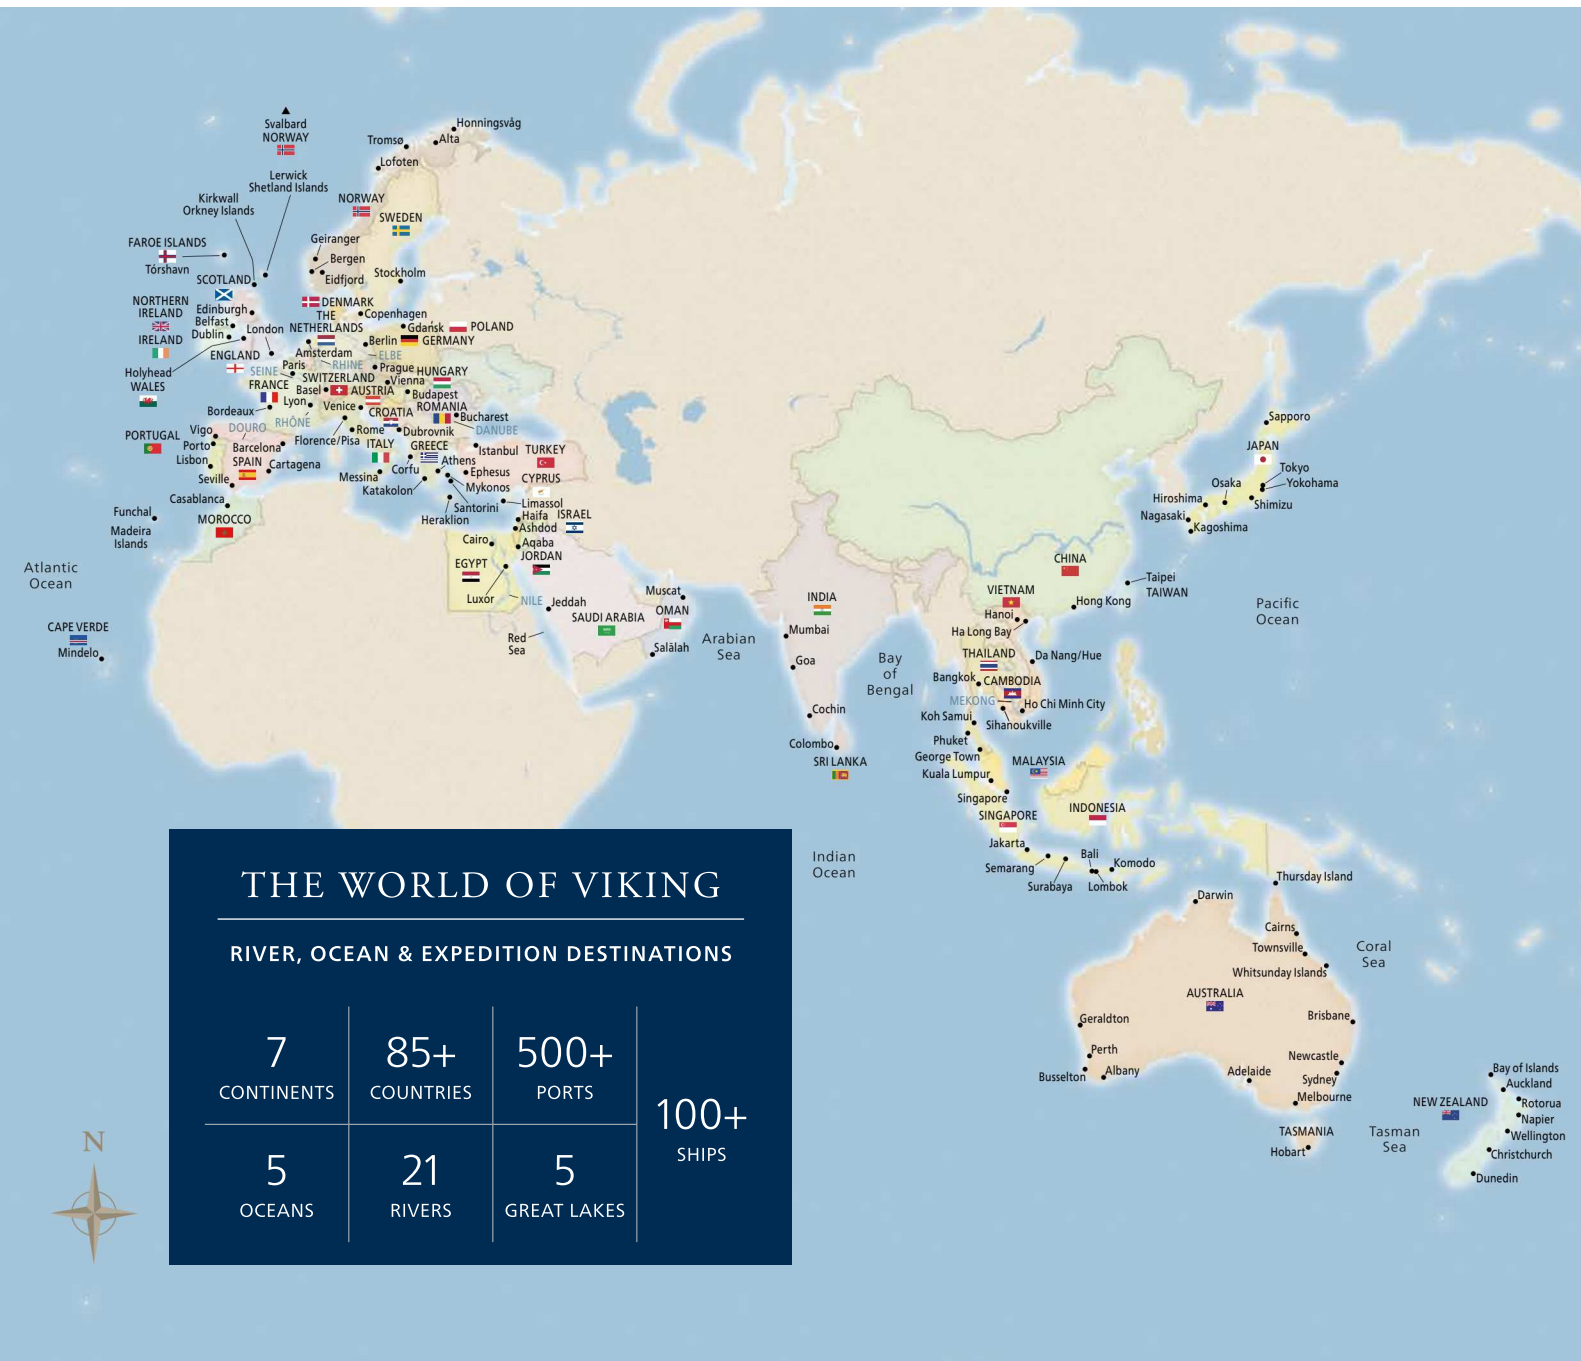 Svalbard
NORWAY
Honningsvåg
Tromsø
Alta
Lofoten
Lerwick
Shetland Islands
Kirkwall
Orkney Islands
NORWAY
SWEDEN
FAROE ISLANDS
Tórshavn
Geiranger
Bergen
Eidfjord
Stockholm
SCOTLAND
NORTHERN
IRELAND
Edinburgh
Belfast
Dublin
London
DENMARK
THE
NETHERLANDS
Copenhagen
Gdańsk
POLAND
IRELAND
ENGLAND
Amsterdam
Berlin
GERMANY
ELBE
Holyhead
WALES
SEINE
Paris
RHINE
Prague
HUNGARY
FRANCE
SWITZERLAND
Vienna
Basel
AUSTRIA
Budapest
Lyon
Bordeaux
Venice
CROATIA
ROMANIA
Bucharest
RHÔNE
DOURO
DANUBE
PORTUGAL
Vigo
Porto
Lisbon
Barcelona
Florence/Pisa
Rome
Dubrovnik
ITALY
GREECE
Istanbul
TURKEY
SPAIN
Cartagena
Seville
Messina
Corfu
Athens
Ephesus
Katakolon
Mykonos
CYPRUS
Santorini
Limassol
Heraklion
Casablanca
MOROCCO
Funchal
Madeira
Islands
Haifa
ISRAEL
Ashdod
Cairo
Aqaba
JORDAN
EGYPT
Luxor
NILE
Jeddah
SAUDI ARABIA
Muscat
OMAN
Red
Sea
Salālah
Arabian
Sea
Atlantic
Ocean
CAPE VERDE
Mindelo
INDIA
Mumbai
Goa
Cochin
Colombo
SRI LANKA
Bay
of
Bengal
Sapporo
JAPAN
Tokyo
Yokohama
Osaka
Shimizu
Hiroshima
Nagasaki
Kagoshima
CHINA
Taipei
TAIWAN
Hong Kong
Pacific
Ocean
VIETNAM
Hanoi
Ha Long Bay
THAILAND
Da Nang/Hue
Bangkok
CAMBODIA
MEKONG
Ho Chi Minh City
Koh Samui
Sihanoukville
Phuket
George Town
MALAYSIA
Kuala Lumpur
Singapore
SINGAPORE
INDONESIA
Jakarta
Semarang
Surabaya
Bali
Lombok
Komodo
Indian
Ocean
Thursday Island
Darwin
Cairns
Townsville
Whitsunday Islands
Coral
Sea
AUSTRALIA
Geraldton
Brisbane
Perth
Busselton
Albany
Adelaide
Newcastle
Sydney
Melbourne
TASMANIA
Hobart
Tasman
Sea
NEW ZEALAND
Bay of Islands
Auckland
Rotorua
Napier
Wellington
Christchurch
Dunedin
THE WORLD OF VIKING
RIVER, OCEAN & EXPEDITION DESTINATIONS
7
CONTINENTS
85+
COUNTRIES
500+
PORTS
100+
SHIPS
5
OCEANS
21
RIVERS
5
GREAT LAKES
N